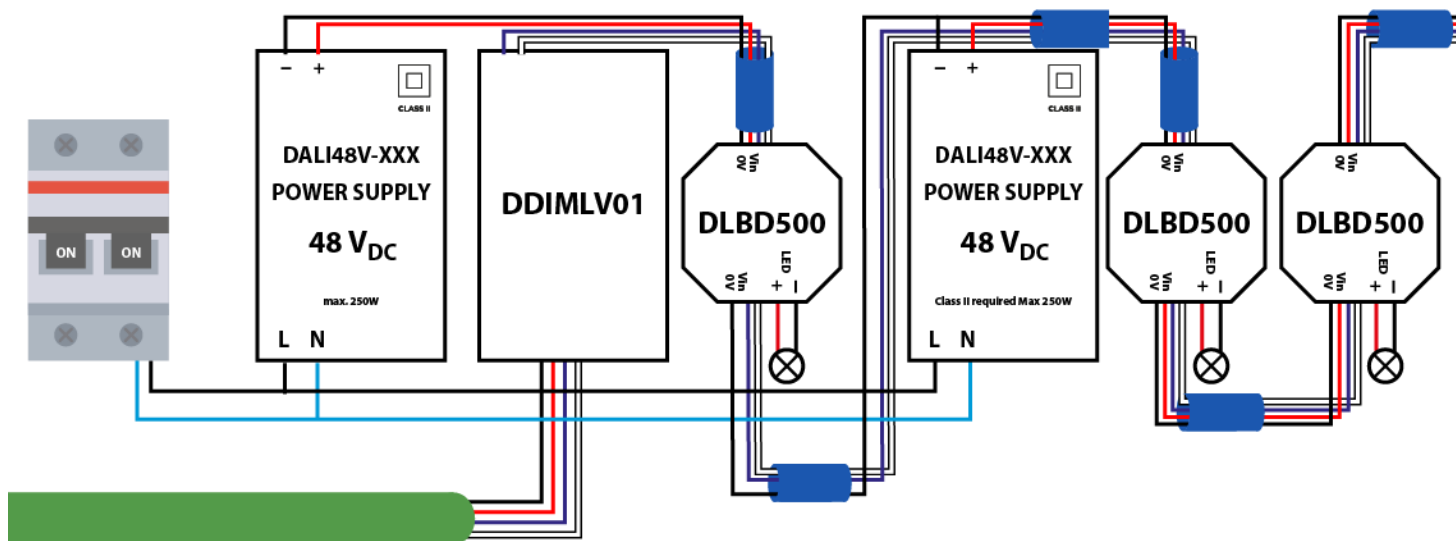 ON
ON
− +
CLASS II
DALI48V-XXX
POWER SUPPLY
48 VDC
max. 250W
L N
DDIMLV01
0V
Vin
DLBD500
0V
Vin
LED
+ −
− +
CLASS II
DALI48V-XXX
POWER SUPPLY
48 VDC
Class II required Max 250W
L N
0V
Vin
DLBD500
0V
Vin
LED
+ −
0V
Vin
DLBD500
0V
Vin
LED
+ −